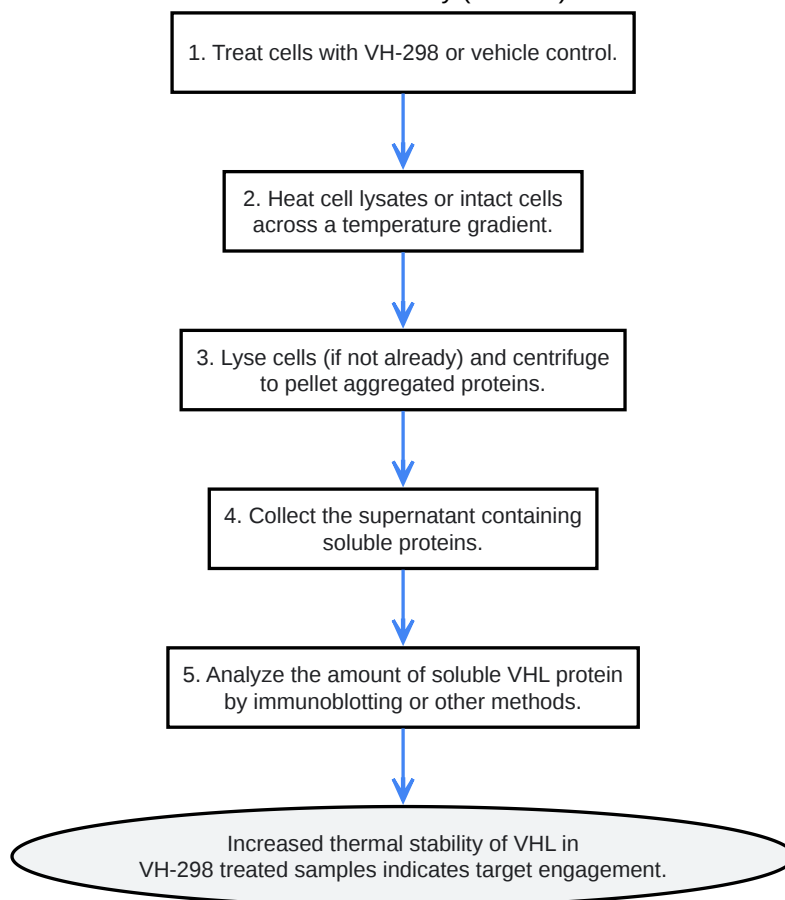 1. Treat cells with VH-298 or vehicle control.
2. Heat cell lysates or intact cells
across a temperature gradient.
3. Lyse cells (if not already) and centrifuge
to pellet aggregated proteins.
4. Collect the supernatant containing
soluble proteins.
5. Analyze the amount of soluble VHL protein
by immunoblotting or other methods.
Increased thermal stability of VHL in
VH-298 treated samples indicates target engagement.